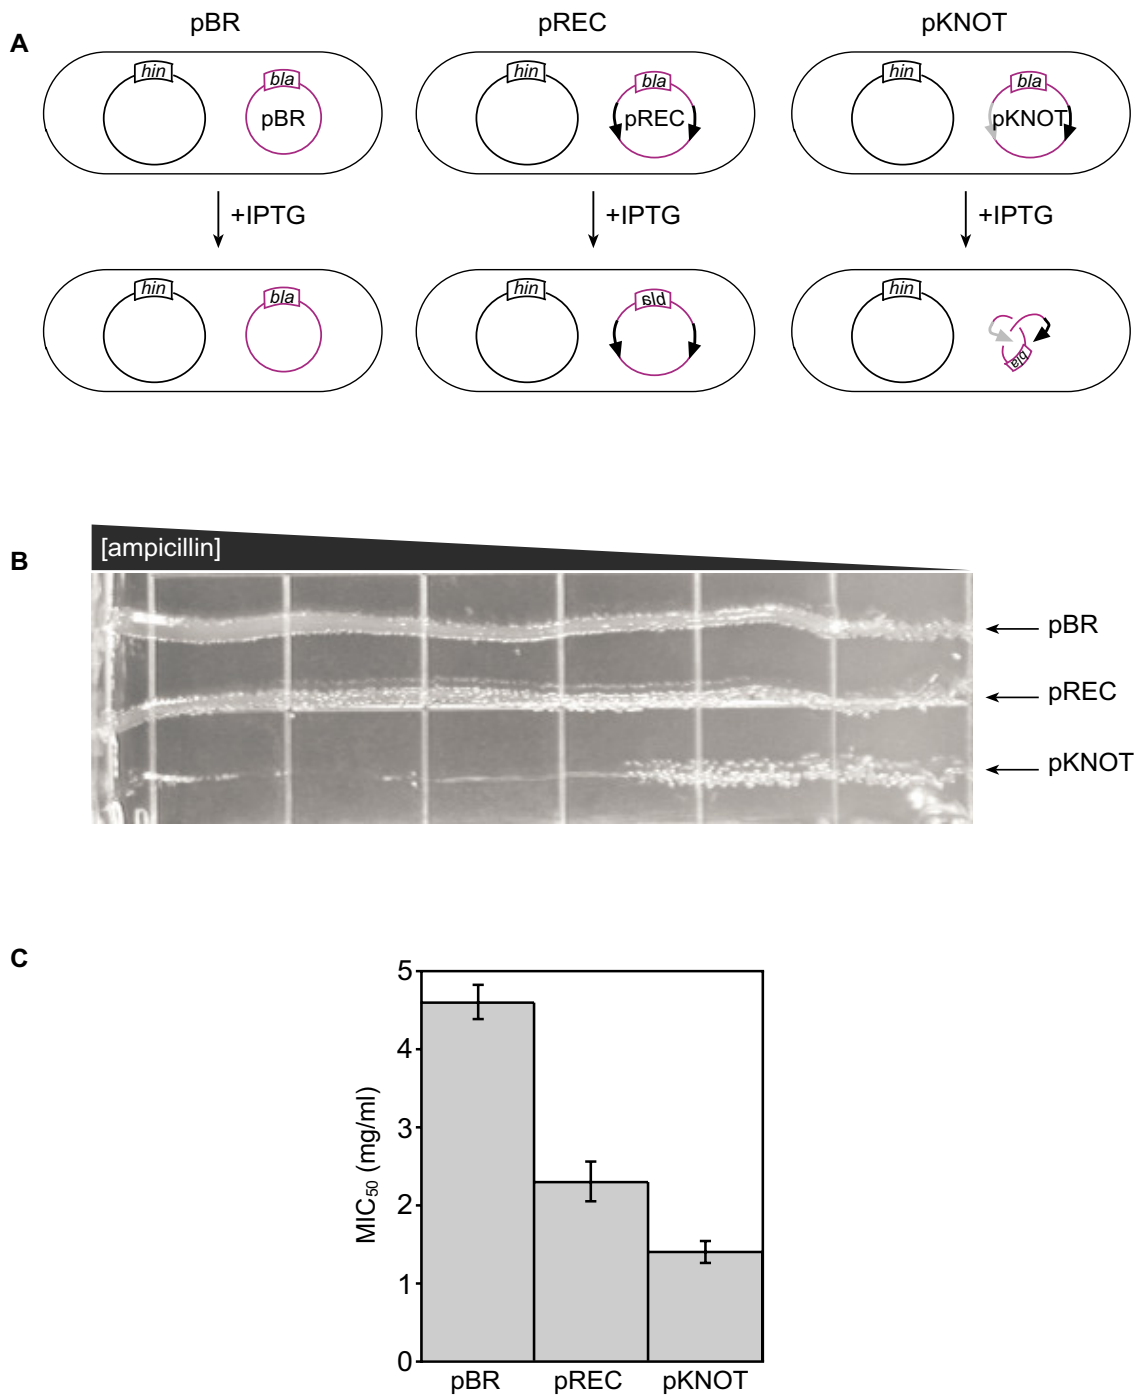 A
pBR
pREC
pKNOT
hin
bla
pBR
hin
bla
pREC
hin
bla
pKNOT
+IPTG
+IPTG
+IPTG
hin
bla
hin
bla
hin
bla
B
[ampicillin]
pBR
pREC
pKNOT
C
5
4
3
2
1
0
MIC50 (mg/ml)
pBR
pREC
pKNOT